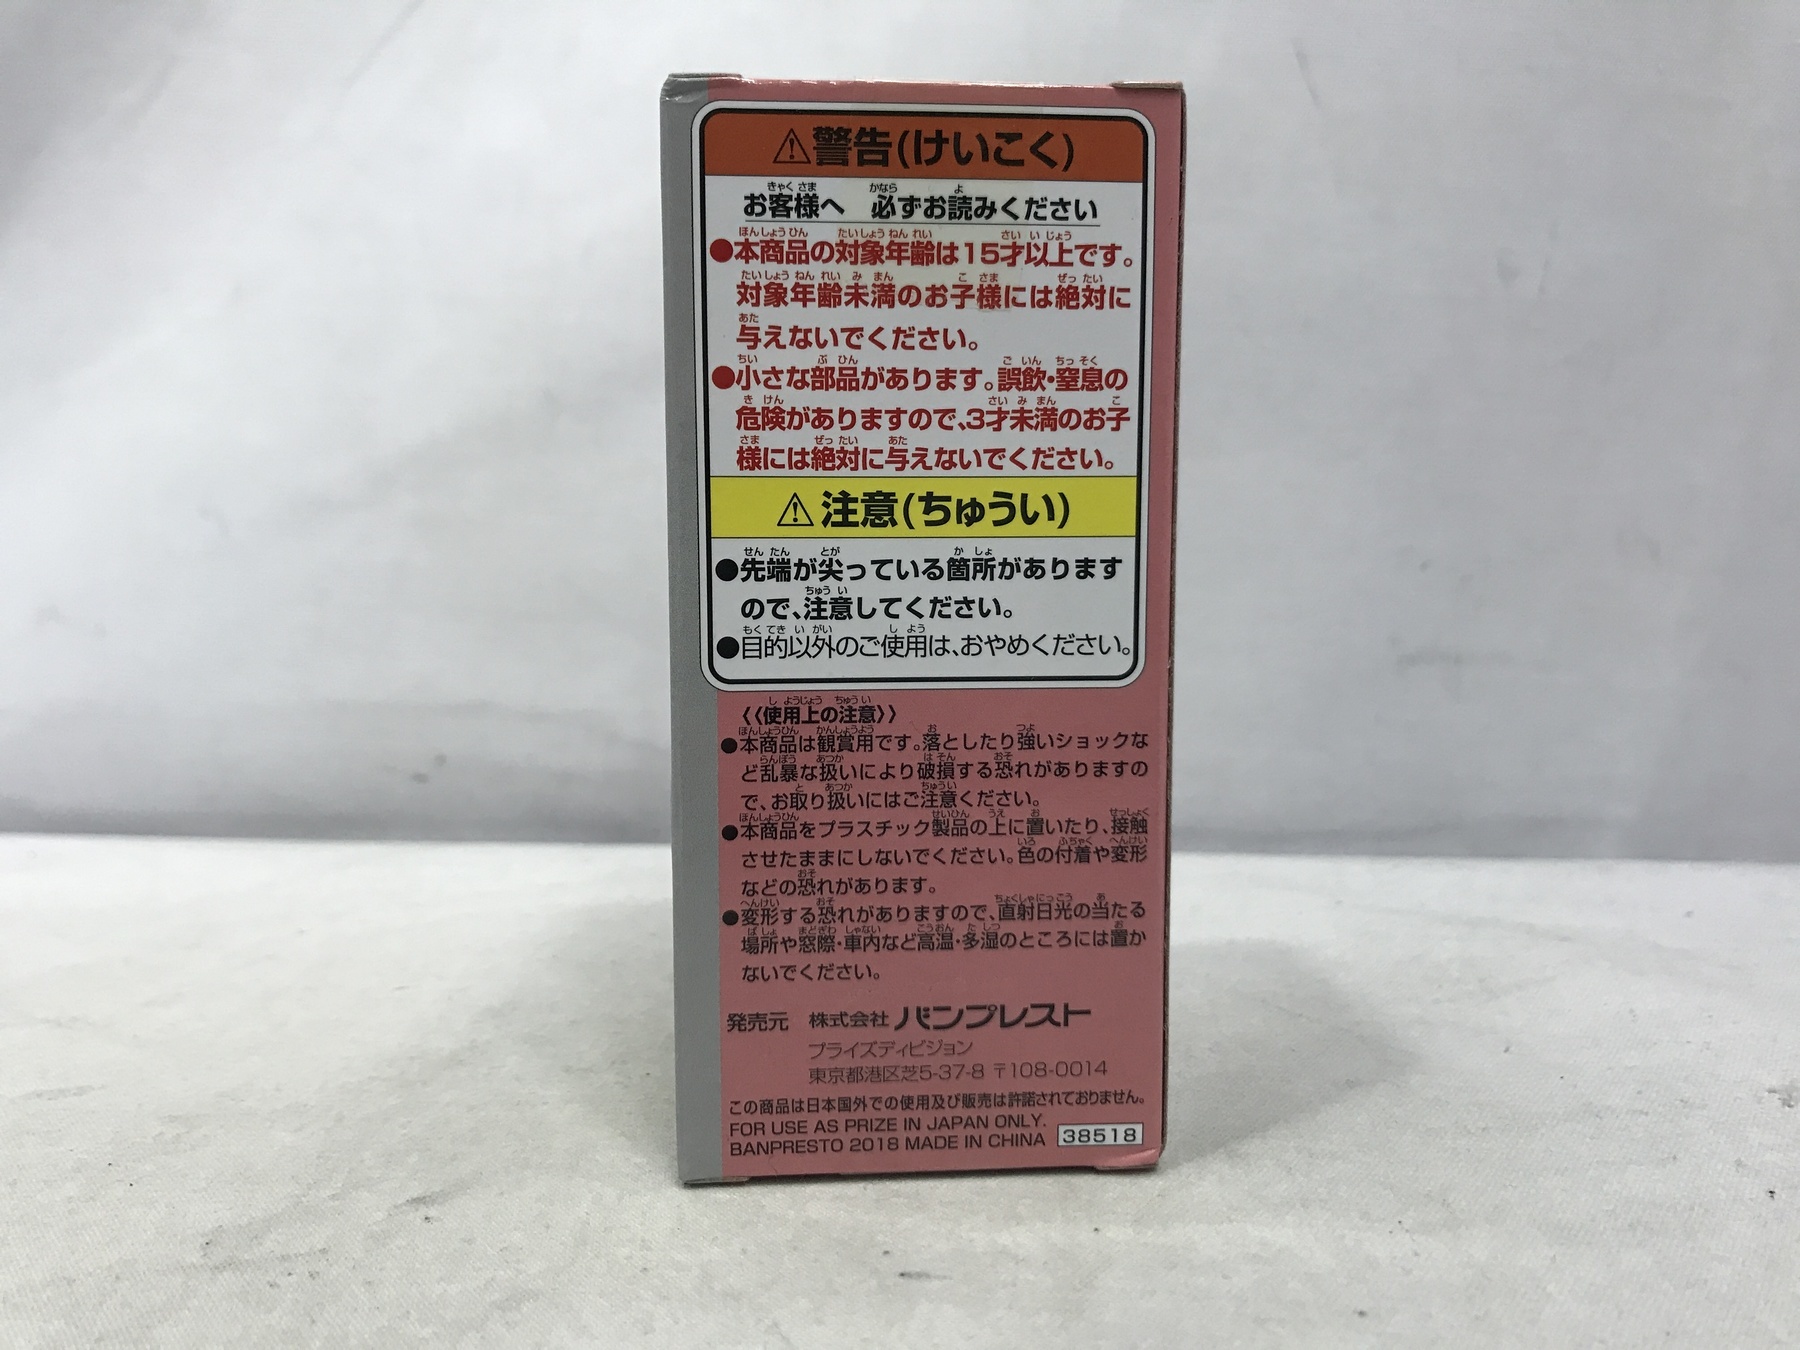 ⚠警告(けいこく)
お客様へ 必ずお読みください
●本商品の対象年齢は15才以上です。
対象年齢未満のお子様には絶対に
与えないでください。
●小さな部品があります。誤飲・窒息の
危険がありますので、3才未満のお子
様には絶対に与えないでください。
⚠注意(ちゅうい)
●先端が尖っている箇所があります
ので、注意してください。
●目的以外のご使用は、おやめください。
《使用上の注意》
●本商品は観賞用です。落としたり強いショックな
ど乱暴な扱いにより破損する恐れがありますの
で、お取り扱いにはご注意ください。
●本商品をプラスチック製品の上に置いたり、接触
させたままにしないでください。色の付着や変形
などの恐れがあります。
●変形する恐れがありますので、直射日光の当たる
場所や窓際・車内など高温・多湿のところには置か
ないでください。
発売元 株式会社 バンプレスト
プライズディビジョン
東京都港区芝5-37-8 〒108-0014
この商品は日本国外での使用及び販売は許諾されておりません。
FOR USE AS PRIZE IN JAPAN ONLY.
BANPRESTO 2018 MADE IN CHINA 38518